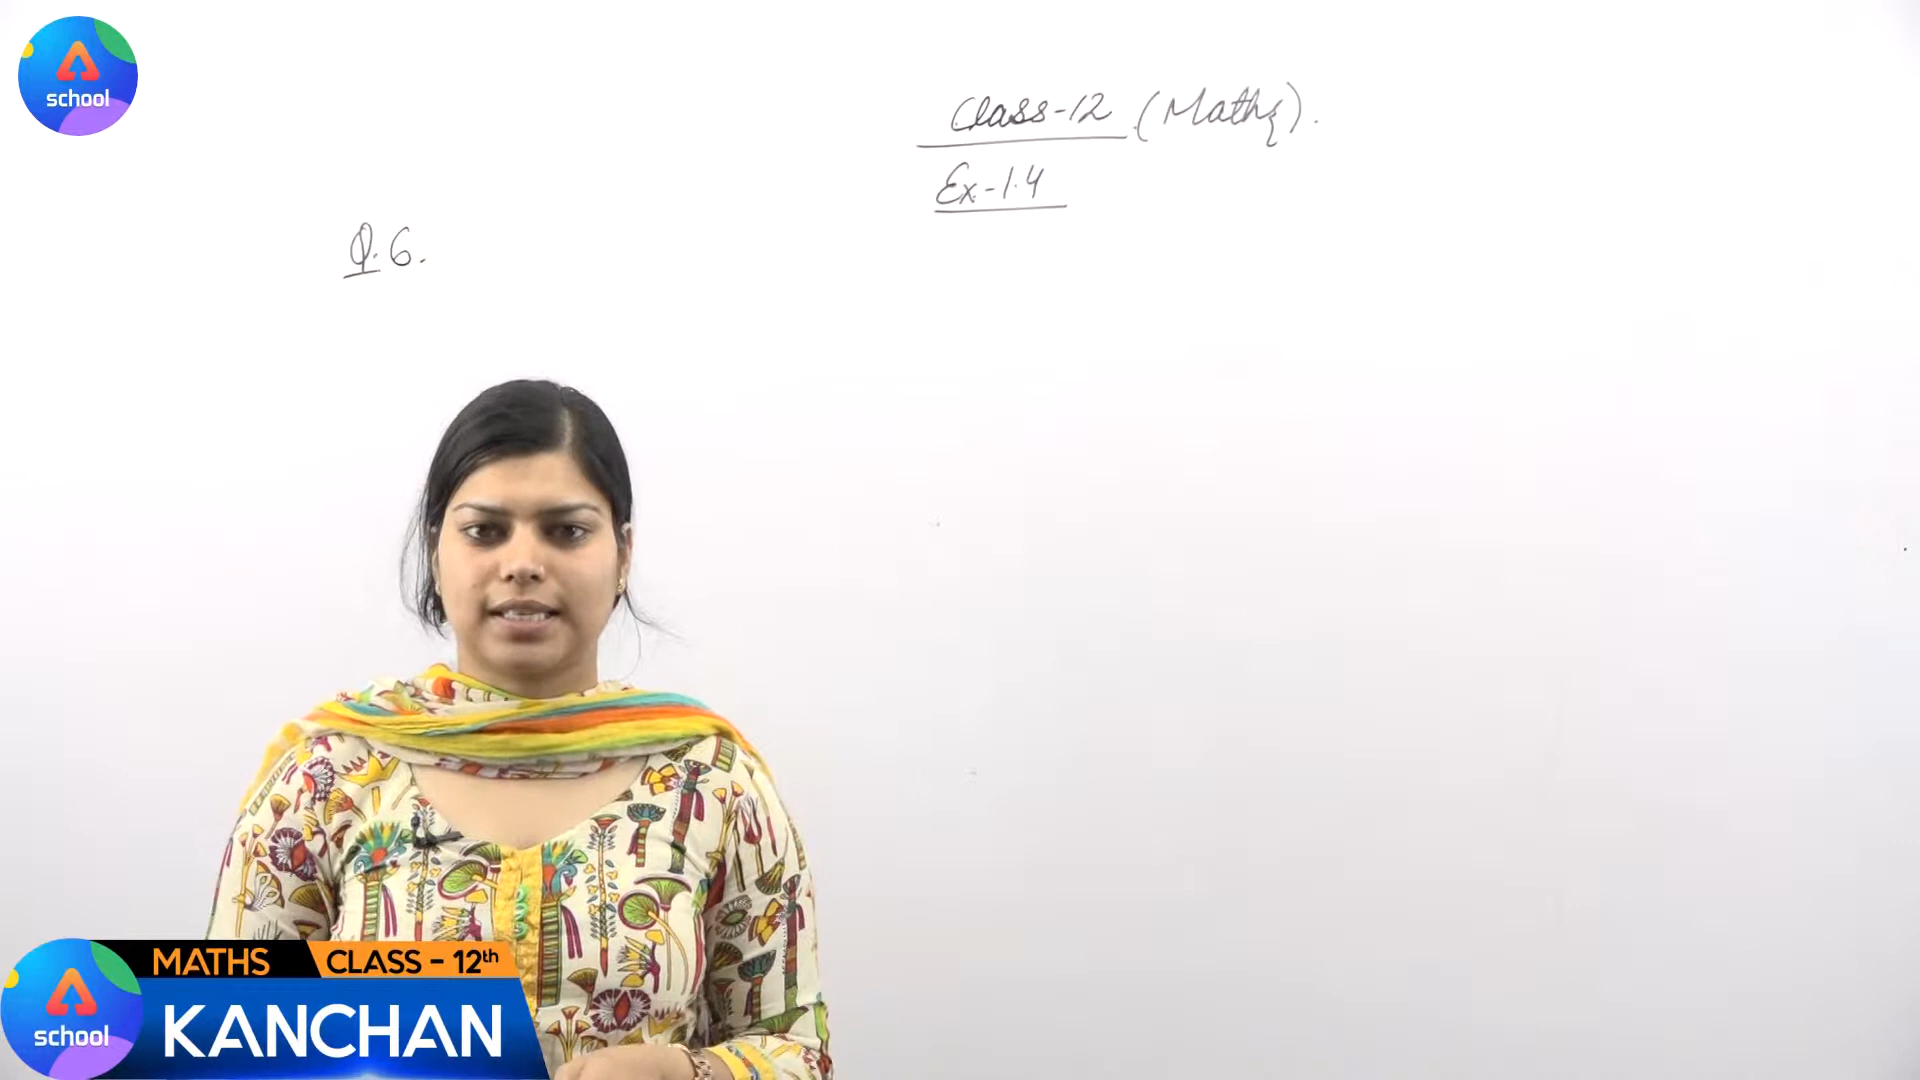 school
Class-12 (Maths).
Ex-1.4
Q.6.
MATHS CLASS - 12th
KANCHAN
school